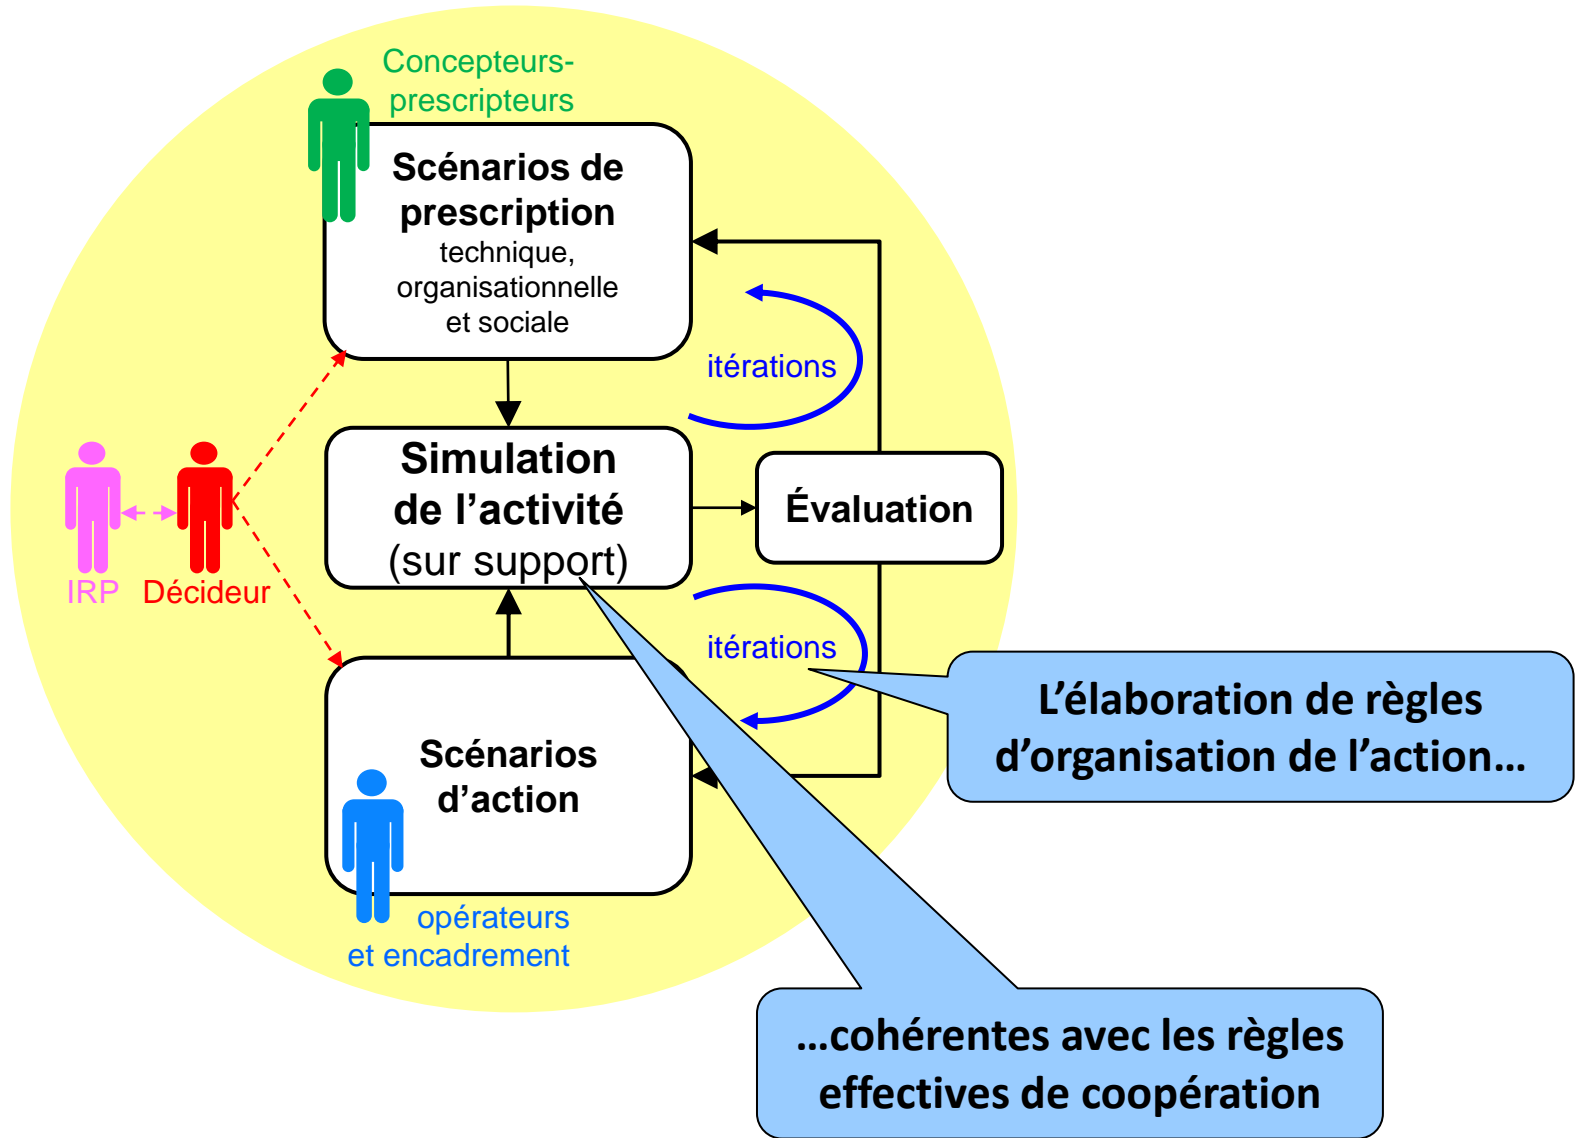 Concepteurs-
prescripteurs
Scénarios de
prescription
technique,
organisationnelle
et sociale
itérations
Simulation
de l’activité
(sur support)
Évaluation
IRP
Décideur
itérations
L’élaboration de règles
d’organisation de l’action…
Scénarios
d’action
opérateurs
et encadrement
…cohérentes avec les règles
effectives de coopération